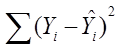 ∑(Yᵢ − Ŷᵢ)²